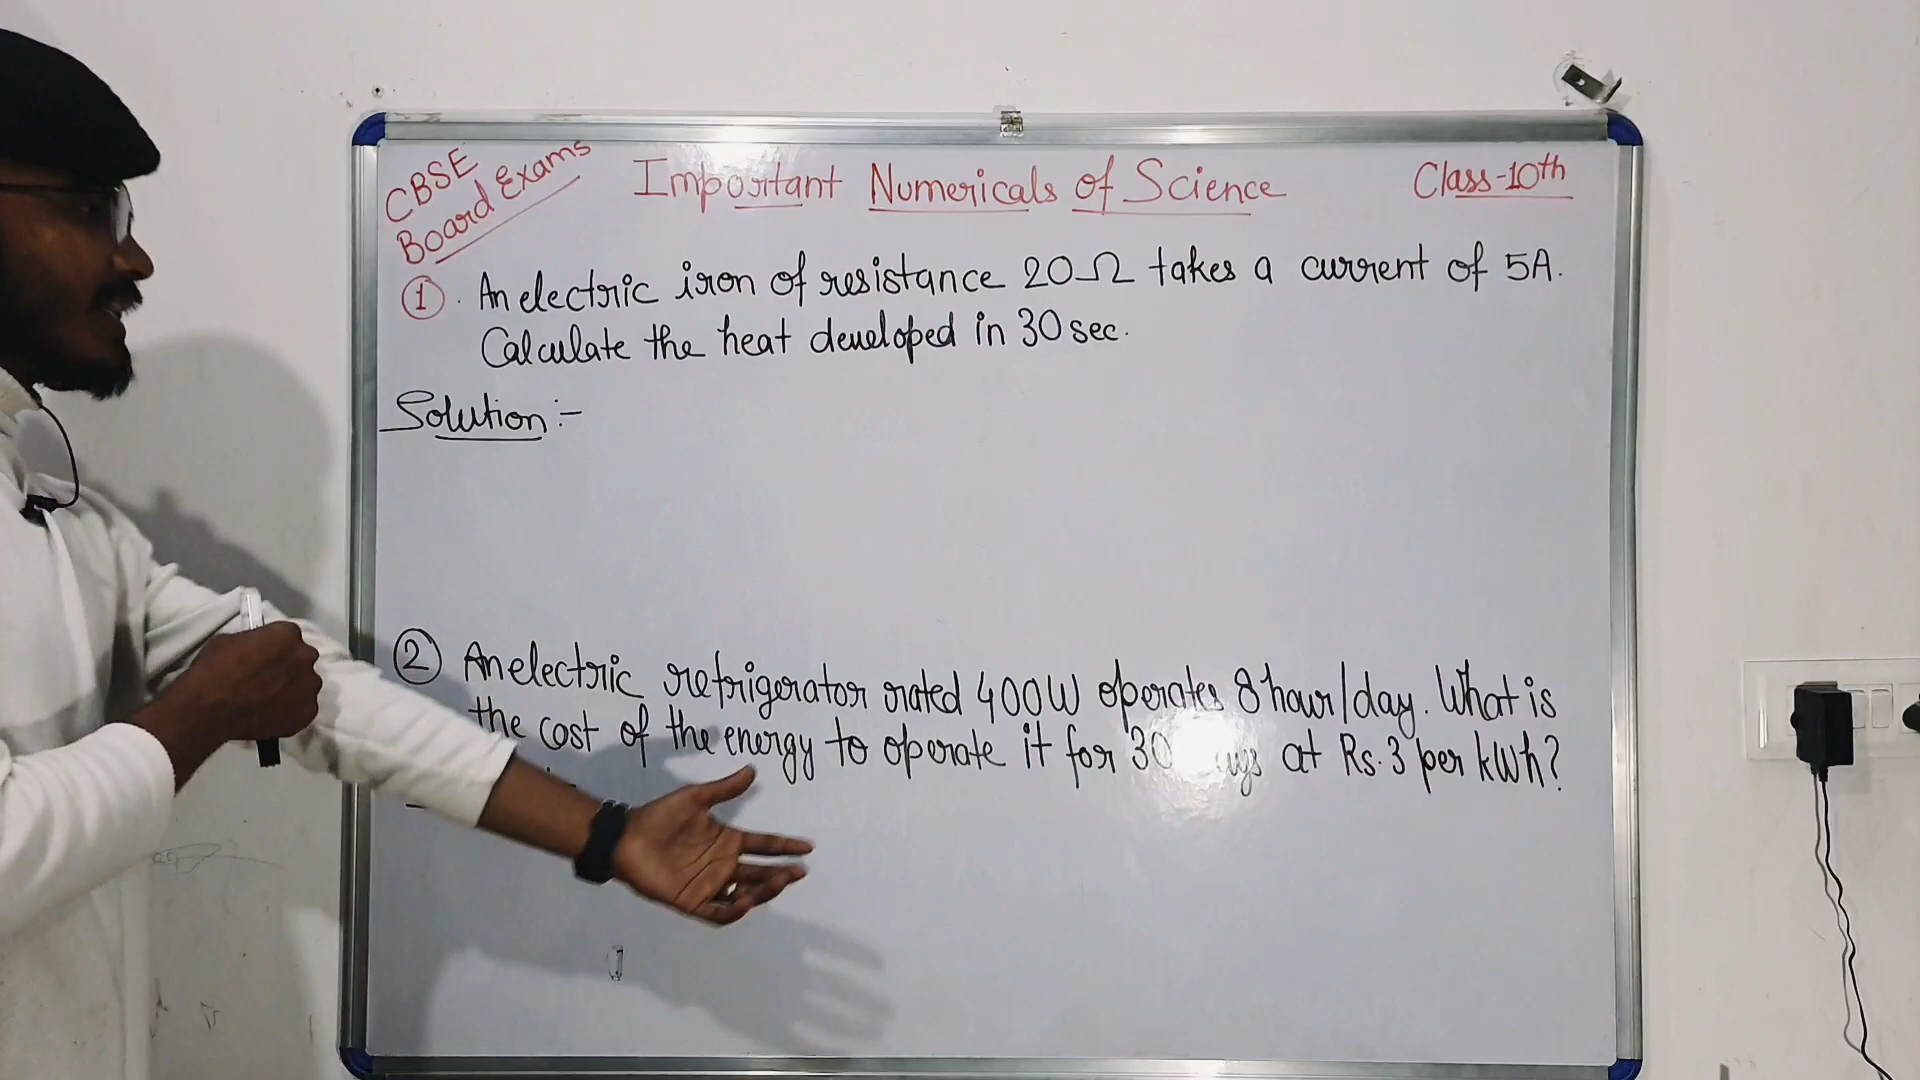 CBSE
Board Exams
Important Numericals of Science
Class-10th
① . An electric iron of resistance 20Ω takes a current of 5A.
Calculate the heat developed in 30 sec.
Solution :-
② An electric refrigerator rated 400W operates 8 hour/day. What is
the cost of the energy to operate it for 30 at Rs. 3 per kWh?